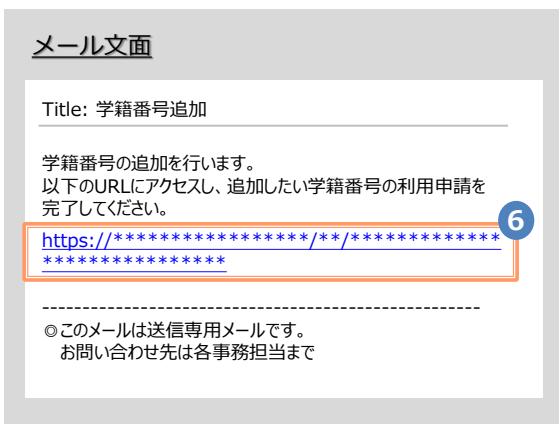 メール文面
Title: 学籍番号追加
学籍番号の追加を行います。
以下のURLにアクセスし、追加したい学籍番号の利用申請を
完了してください。
6
https://*****************/**/*************
****************
-------------------------------------------------------
◎このメールは送信専用メールです。
お問い合わせ先は各事務担当まで